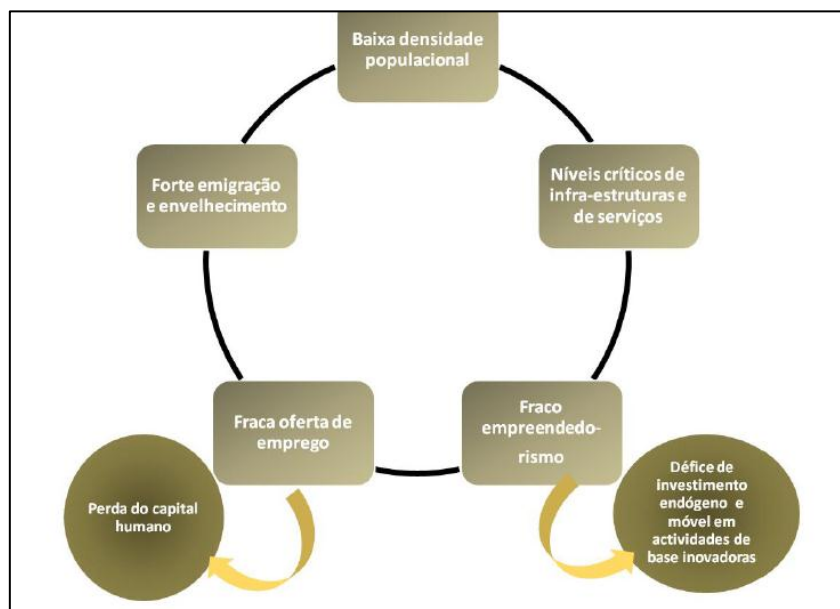 Baixa densidade
populacional
Forte emigração
e envelhecimento
Níveis críticos de
infra-estruturas e
de serviços
Fraca oferta de
emprego
Fraco
empreendedo-
rismo
Perda do capital
humano
Défice de
investimento
endógeno e
móvel em
actividades de
base inovadoras